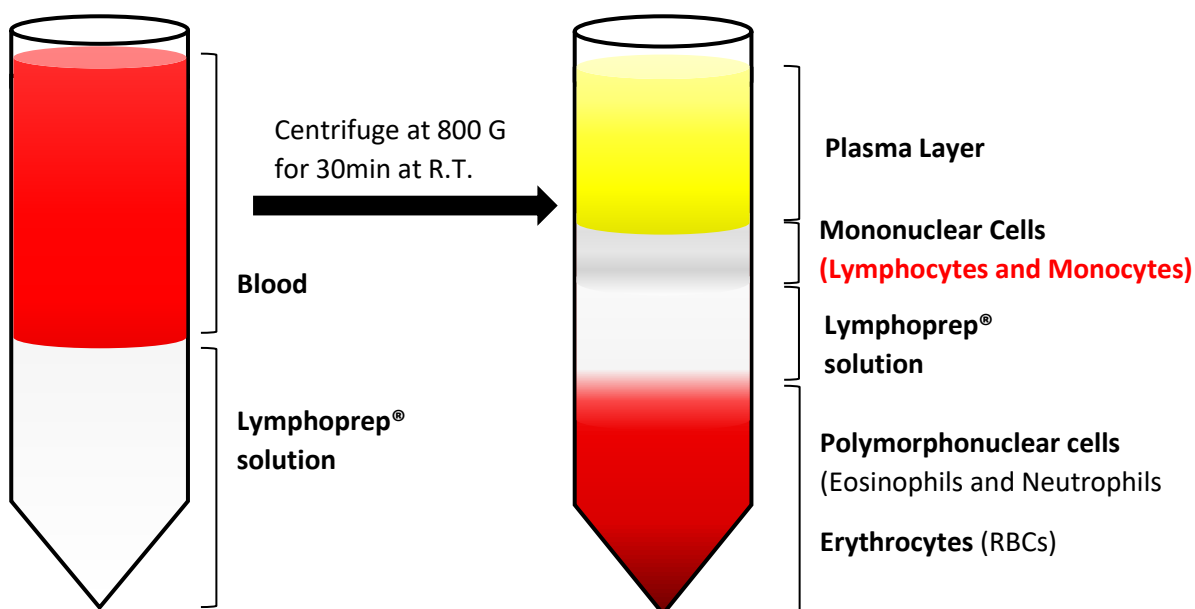 Centrifuge at 800 G
for 30min at R.T.
Blood
Lymphoprep®
solution
Plasma Layer
Mononuclear Cells
(Lymphocytes and Monocytes)
Lymphoprep®
solution
Polymorphonuclear cells
(Eosinophils and Neutrophils
Erythrocytes (RBCs)